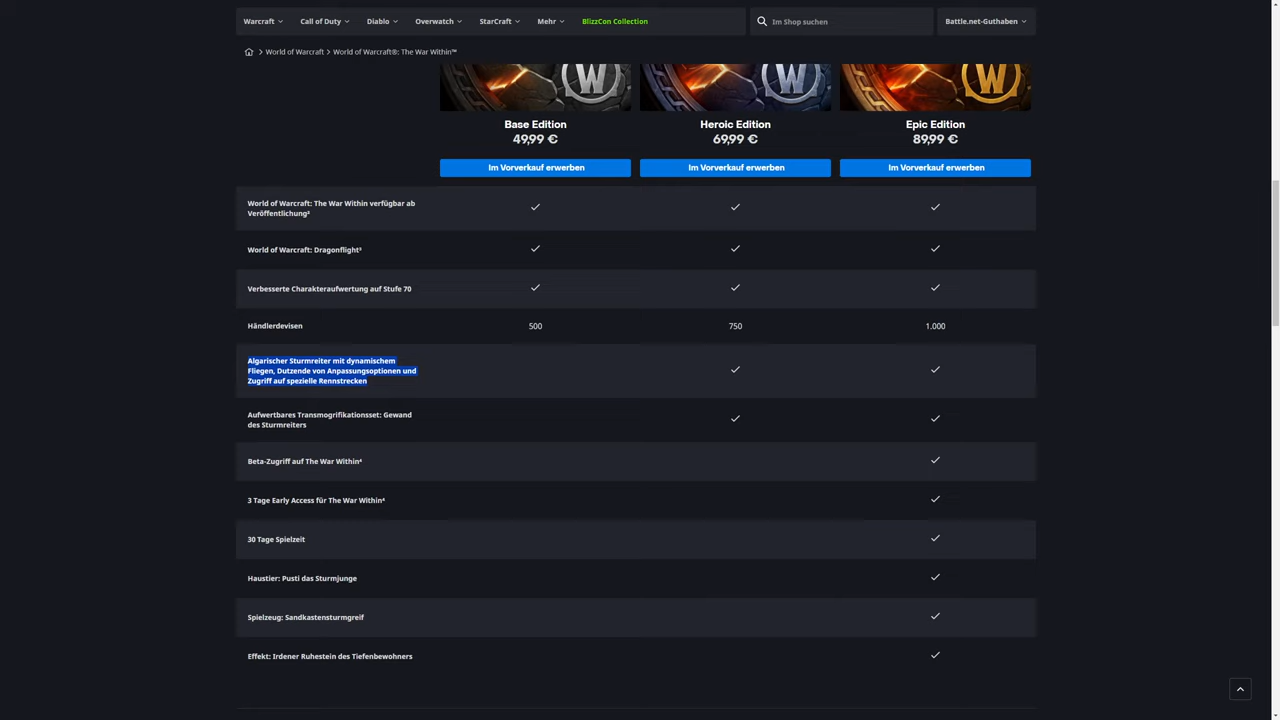 Warcraft Call of Duty Diablo Overwatch StarCraft Mehr BlizzCon Collection Im Shop suchen Battle.net-Guthaben
World of Warcraft World of Warcraft®: The War Within™
W W W
Base Edition Heroic Edition Epic Edition
49,99 € 69,99 € 89,99 €
Im Vorverkauf erwerben Im Vorverkauf erwerben Im Vorverkauf erwerben
World of Warcraft: The War Within verfügbar ab
Veröffentlichung²
World of Warcraft: Dragonflight³
Verbesserte Charakteraufwertung auf Stufe 70
Händlerdevisen 500 750 1.000
Algarischer Sturmreiter mit dynamischem
Fliegen, Dutzende von Anpassungsoptionen und
Zugriff auf spezielle Rennstrecken
Aufwertbares Transmogrifikationsset: Gewand
des Sturmreiters
Beta-Zugriff auf The War Within⁴
3 Tage Early Access für The War Within⁴
30 Tage Spielzeit
Haustier: Pusti das Sturmjunge
Spielzeug: Sandkastensturmgreif
Effekt: Irdener Ruhestein des Tiefenbewohners